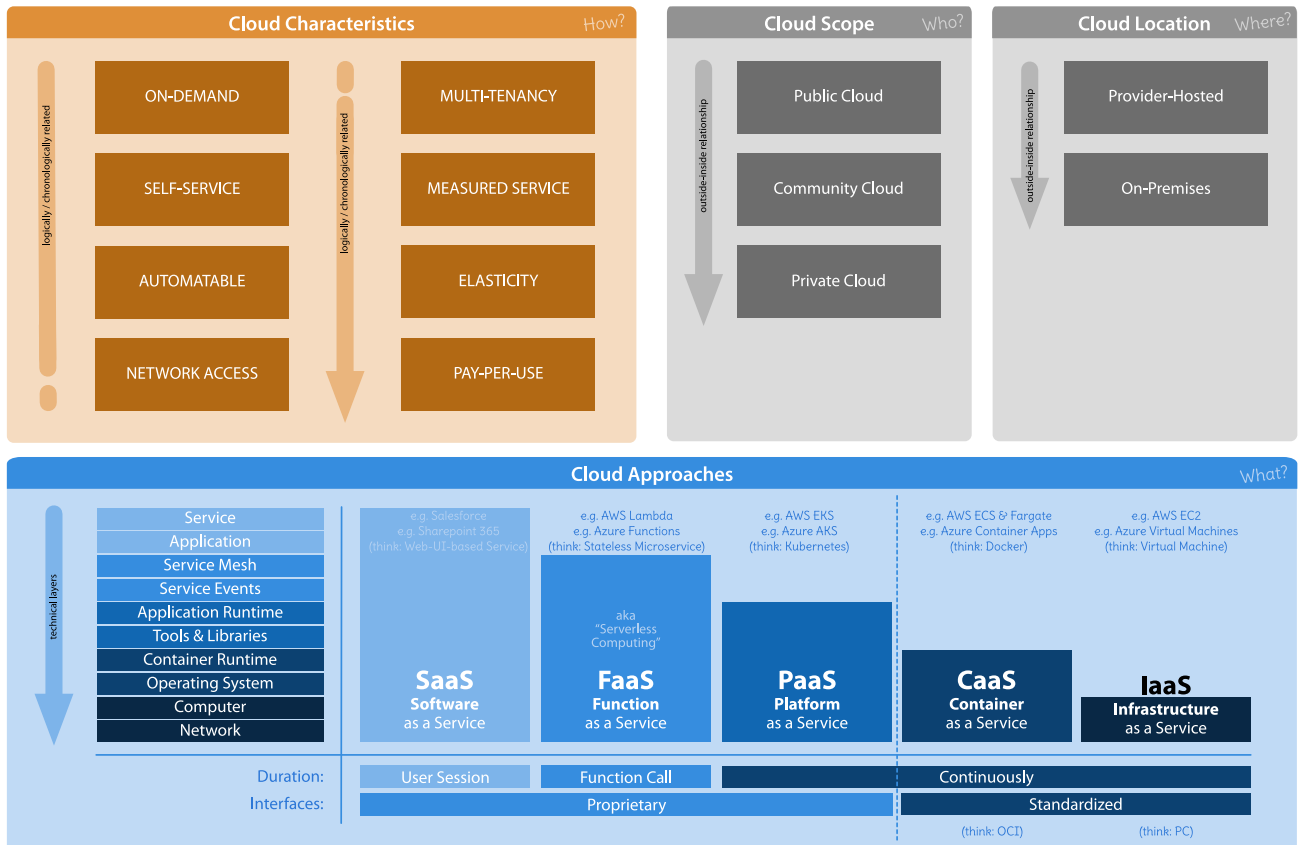 Cloud Characteristics
How?
logically / chronologically related
ON-DEMAND
SELF-SERVICE
AUTOMATABLE
NETWORK ACCESS
logically / chronologically related
MULTI-TENANCY
MEASURED SERVICE
ELASTICITY
PAY-PER-USE
Cloud Scope
Who?
outside-inside relationship
Public Cloud
Community Cloud
Private Cloud
Cloud Location
Where?
outside-inside relationship
Provider-Hosted
On-Premises
Cloud Approaches
What?
technical layers
Service
Application
Service Mesh
Service Events
Application Runtime
Tools & Libraries
Container Runtime
Operating System
Computer
Network
e.g. Salesforce
e.g. Sharepoint 365
(think: Web-UI-based Service)
SaaS
Software
as a Service
e.g. AWS Lambda
e.g. Azure Functions
(think: Stateless Microservice)
aka
"Serverless
Computing"
FaaS
Function
as a Service
e.g. AWS EKS
e.g. Azure AKS
(think: Kubernetes)
PaaS
Platform
as a Service
e.g. AWS ECS & Fargate
e.g. Azure Container Apps
(think: Docker)
CaaS
Container
as a Service
e.g. AWS EC2
e.g. Azure Virtual Machines
(think: Virtual Machine)
IaaS
Infrastructure
as a Service
Duration:
User Session
Function Call
Continuously
Interfaces:
Proprietary
Standardized
(think: OCI)
(think: PC)